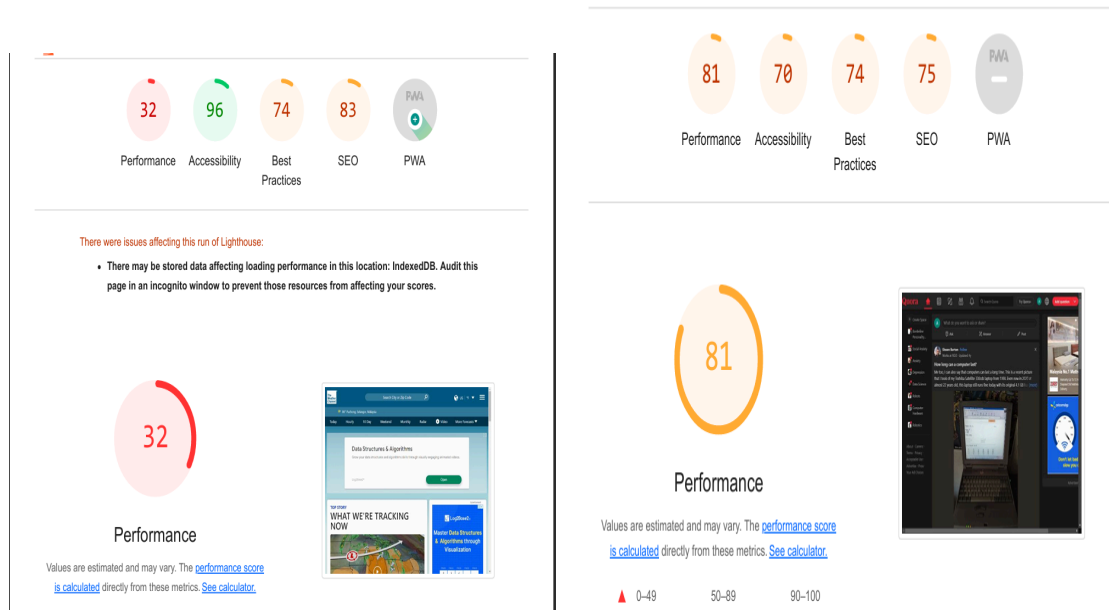 32
96
74
83
PWA
Performance
Accessibility
Best
Practices
SEO
PWA
There were issues affecting this run of Lighthouse:
• There may be stored data affecting loading performance in this location: IndexedDB. Audit this
page in an incognito window to prevent those resources from affecting your scores.
32
Performance
Values are estimated and may vary. The performance score
is calculated directly from these metrics. See calculator.
Data Structures & Algorithms
TOP STORY
WHAT WE'RE TRACKING
NOW
Master Data Structures
& Algorithms through
Visualization
81
70
74
75
PWA
Performance
Accessibility
Best
Practices
SEO
PWA
81
Performance
Values are estimated and may vary. The performance score
is calculated directly from these metrics. See calculator.
0–49
50–89
90–100
Quora